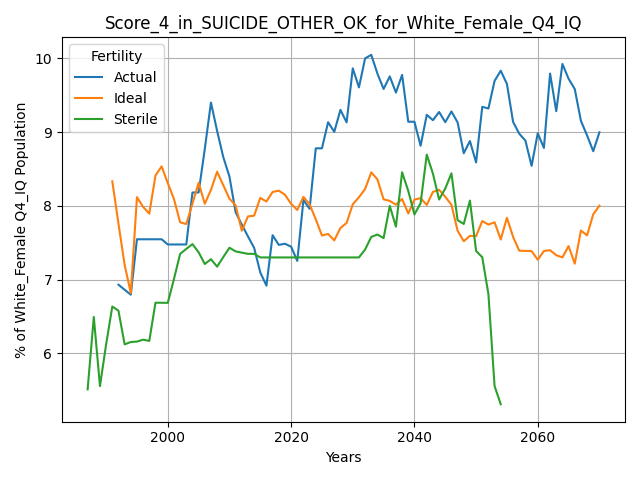 Score_4_in_SUICIDE_OTHER_OK_for_White_Female_Q4_IQ
Fertility
Actual
Ideal
Sterile
% of White_Female Q4_IQ Population
10
9
8
7
6
2000 2020 2040 2060
Years